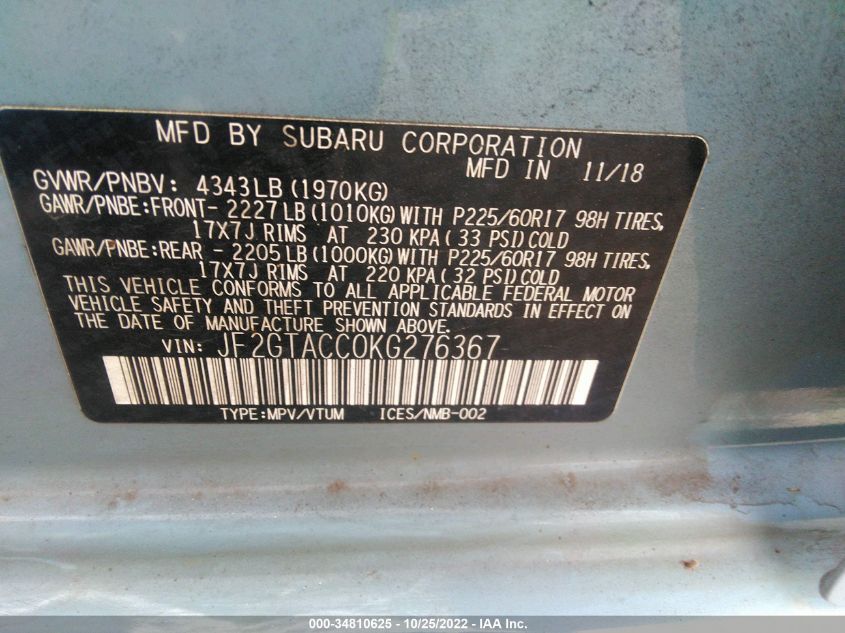 MFD BY SUBARU CORPORATION
MFD IN 11/18
GVWR/PNBV: 4343LB (1970KG)
GAWR/PNBE:FRONT- 2227LB (1010KG) WITH P225/60R17 98H TIRES,
17X7J RIMS AT 230 KPA ( 33 PSI) COLD
GAWR/PNBE:REAR - 2205LB (1000KG) WITH P225/60R17 98H TIRES,
17X7J RIMS AT 220 KPA ( 32 PSI) COLD
THIS VEHICLE CONFORMS TO ALL APPLICABLE FEDERAL MOTOR
VEHICLE SAFETY AND THEFT PREVENTION STANDARDS IN EFFECT ON
THE DATE OF MANUFACTURE SHOWN ABOVE.
VIN: JF2GTACC0KG276367
TYPE:MPV/VTUM ICES/NMB-002
000-34810625 - 10/25/2022 - IAA Inc.